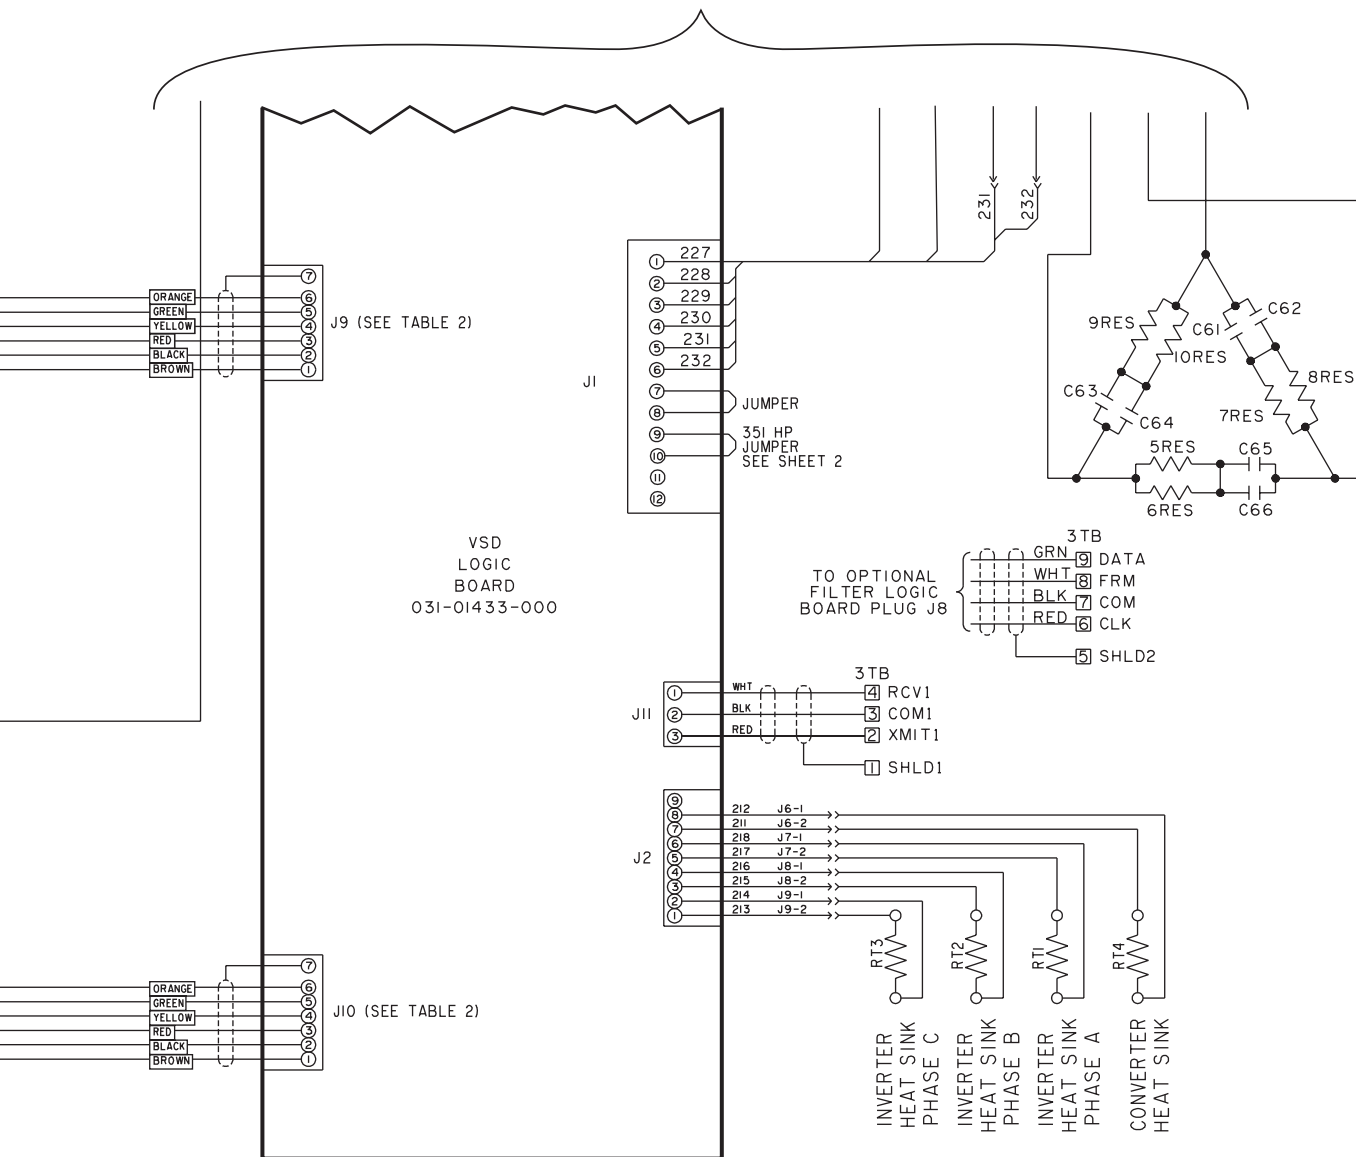 231
232
ORANGE
GREEN
YELLOW
RED
BLACK
BROWN
7
6
5
4
3
2
1
J9 (SEE TABLE 2)
J1
1 227
2 228
3 229
4 230
5 231
6 232
7
8
JUMPER
9
10
11
12
351 HP
JUMPER
SEE SHEET 2
9RES
10RES
C61
C62
C63
C64
7RES
8RES
5RES
C65
6RES
C66
VSD
LOGIC
BOARD
031-01433-000
TO OPTIONAL
FILTER LOGIC
BOARD PLUG J8
3TB
GRN 9 DATA
WHT 8 FRM
BLK 7 COM
RED 6 CLK
5 SHLD2
J11
3TB
1 WHT 4 RCV1
2 BLK 3 COM1
3 RED 2 XMIT1
1 SHLD1
J2
9
8 212 J6-1
7 211 J6-2
6 218 J7-1
5 217 J7-2
4 216 J8-1
3 215 J8-2
2 214 J9-1
1 213 J9-2
RT3
RT2
RT1
RT4
INVERTER
HEAT SINK
PHASE C
INVERTER
HEAT SINK
PHASE B
INVERTER
HEAT SINK
PHASE A
CONVERTER
HEAT SINK
ORANGE
GREEN
YELLOW
RED
BLACK
BROWN
7
6
5
4
3
2
1
J10 (SEE TABLE 2)